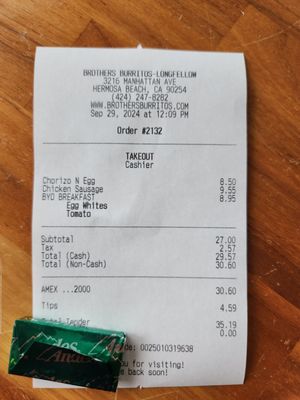 BROTHERS BURRITOS-LONGFELLOW
3216 MANHATTAN AVE
HERMOSA BEACH, CA 90254
(424) 247-8282
WWW.BROTHERSBURRITOS.COM
Sep 29, 2024 at 12:09 PM
Order #2132
TAKEOUT
Cashier
Chorizo N Egg 8.50
Chicken Sausage 9.55
BYO BREAKFAST 8.95
Egg Whites
Tomato
Subtotal 27.00
Tax 2.57
Total (Cash) 29.57
Total (Non-Cash) 30.60
AMEX ...2000 30.60
Tips 4.59
Tender 35.19
0.00
0025010319638
for visiting!
back soon!
Andes